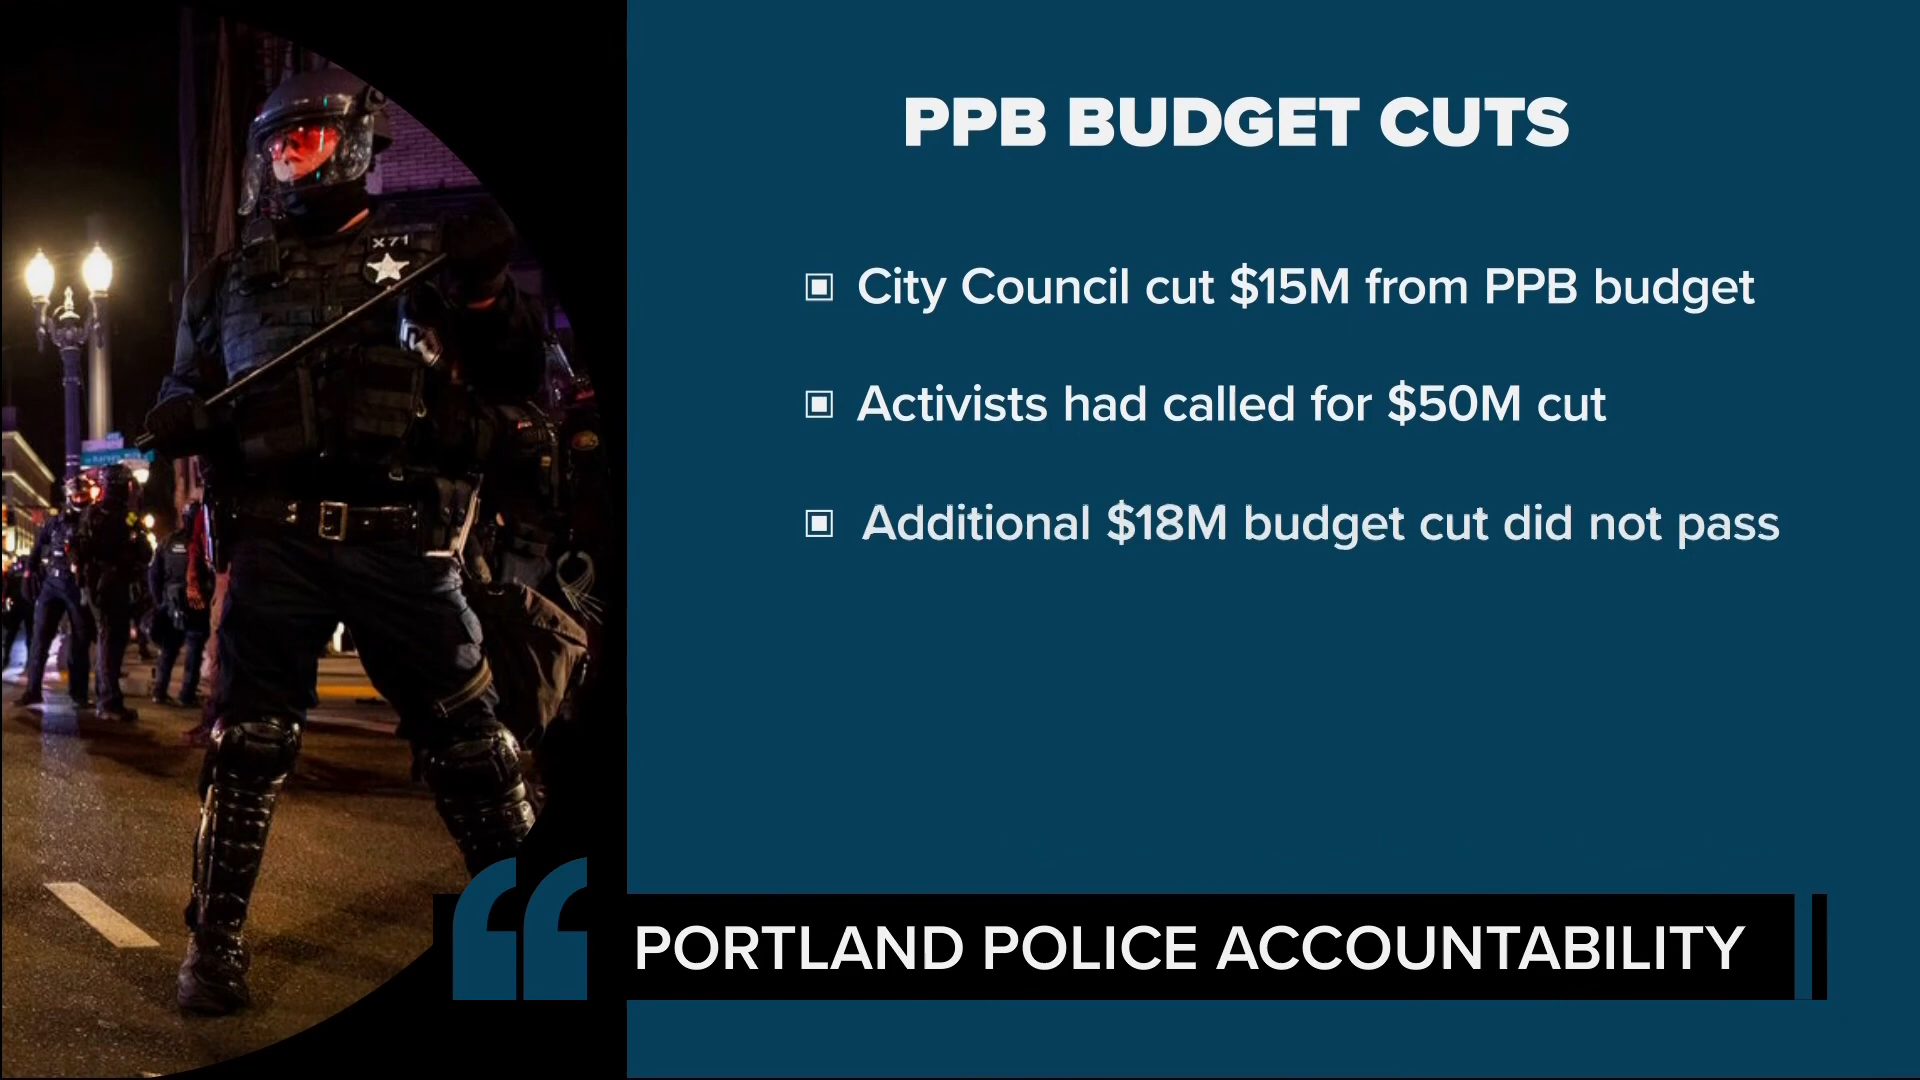 PPB BUDGET CUTS
City Council cut $15M from PPB budget
Activists had called for $50M cut
Additional $18M budget cut did not pass
X71
PORTLAND POLICE ACCOUNTABILITY